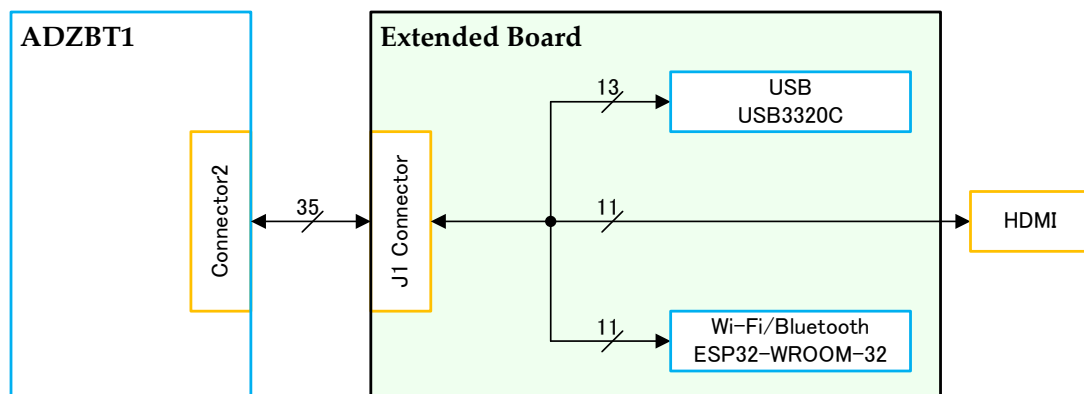 ADZBT1
Extended Board
13
USB
USB3320C
Connector2
35
J1 Connector
11
HDMI
11
Wi-Fi/Bluetooth
ESP32-WROOM-32